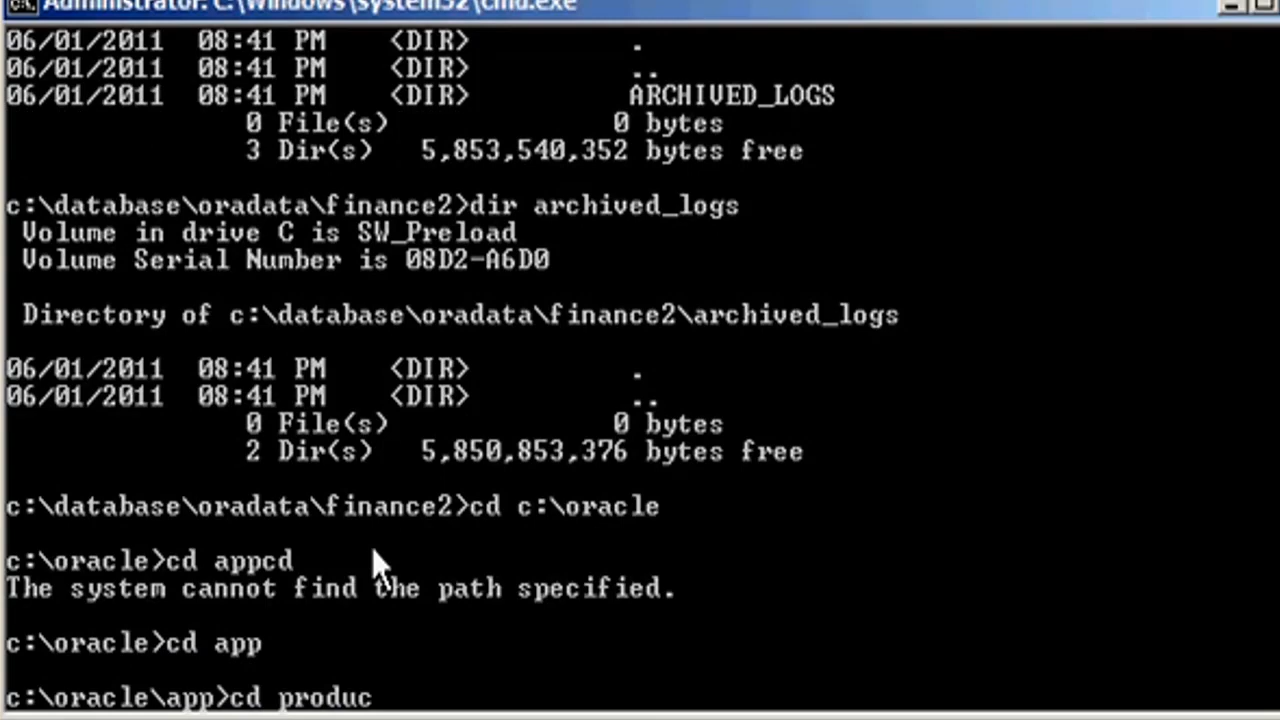 Administrator: C:\Windows\system32\cmd.exe
06/01/2011  08:41 PM    <DIR>          .
06/01/2011  08:41 PM    <DIR>          ..
06/01/2011  08:41 PM    <DIR>          ARCHIVED_LOGS
               0 File(s)              0 bytes
               3 Dir(s)   5,853,540,352 bytes free
c:\database\oradata\finance2>dir archived_logs
 Volume in drive C is SW_Preload
 Volume Serial Number is 08D2-A6D0
 Directory of c:\database\oradata\finance2\archived_logs
06/01/2011  08:41 PM    <DIR>          .
06/01/2011  08:41 PM    <DIR>          ..
               0 File(s)              0 bytes
               2 Dir(s)   5,850,853,376 bytes free
c:\database\oradata\finance2>cd c:\oracle
c:\oracle>cd appcd
The system cannot find the path specified.
c:\oracle>cd app
c:\oracle\app>cd produc